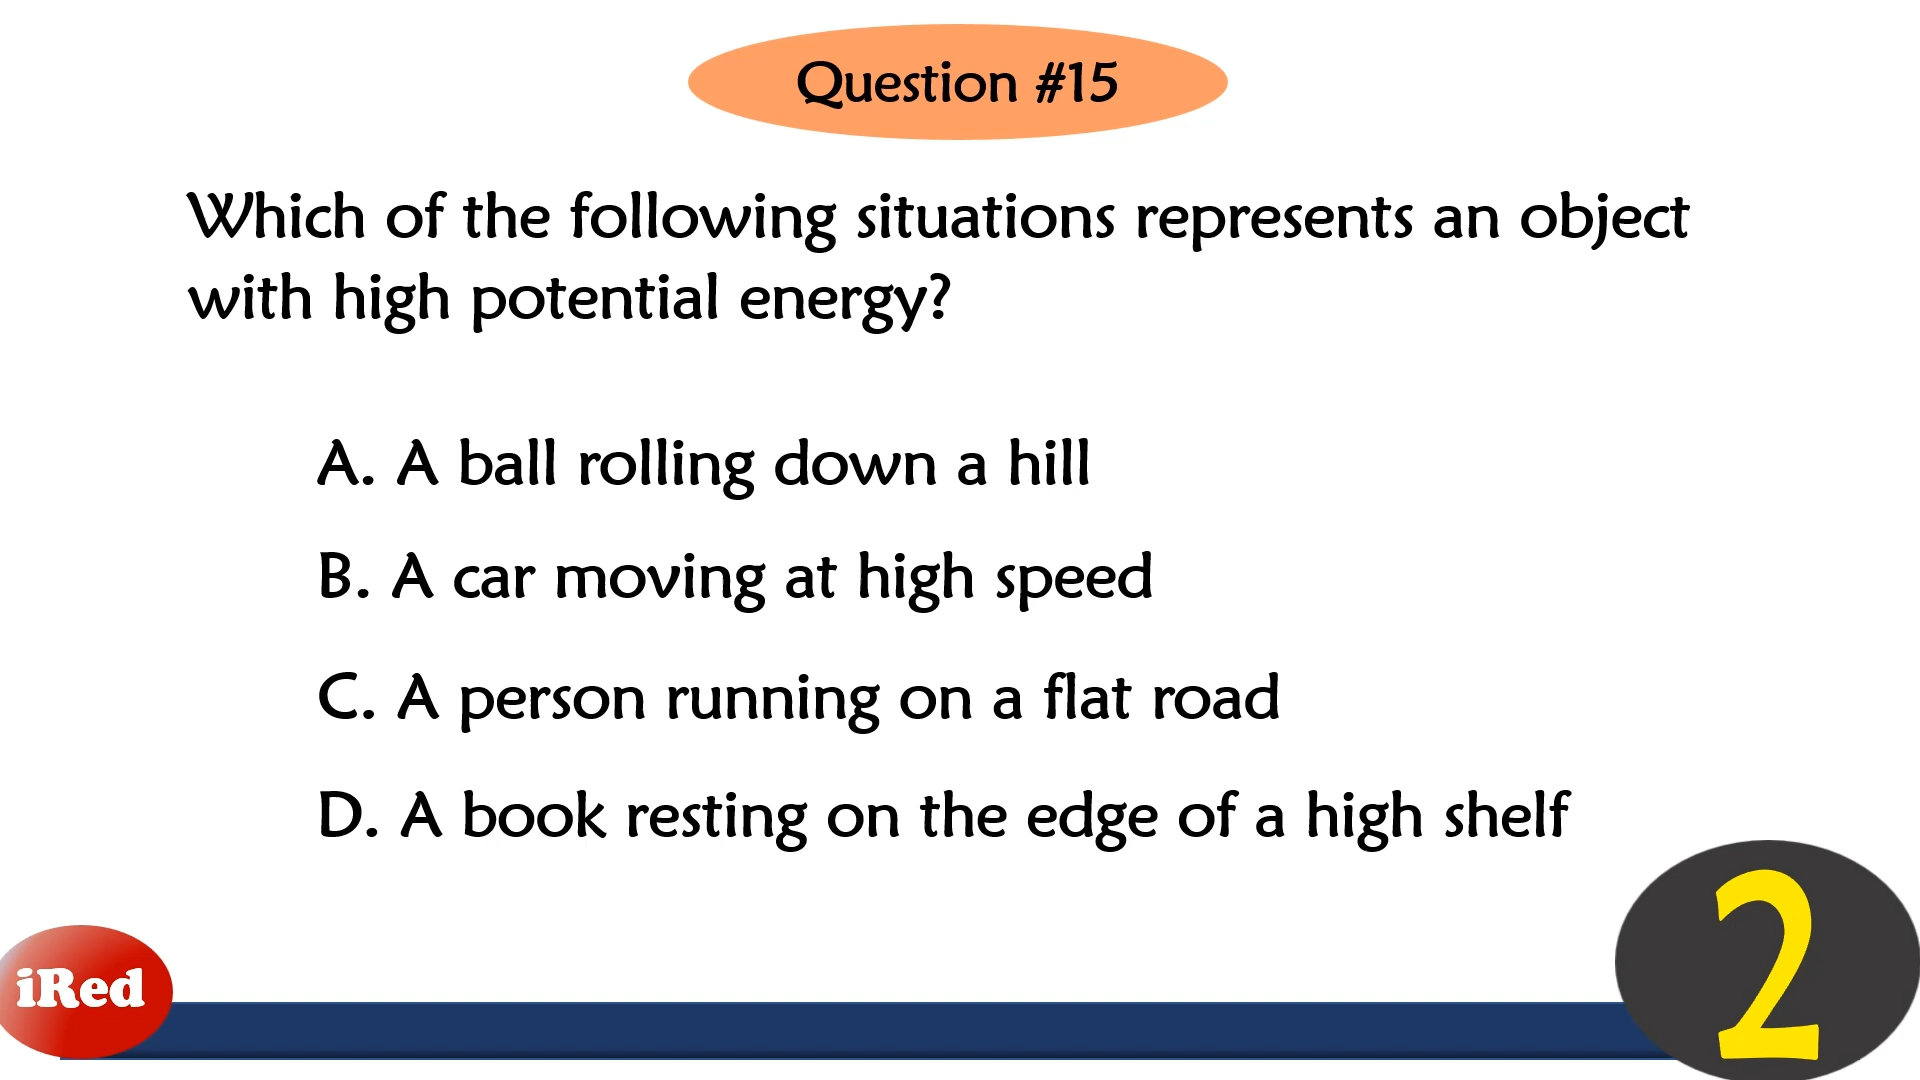 Question #15
Which of the following situations represents an object
with high potential energy?
A. A ball rolling down a hill
B. A car moving at high speed
C. A person running on a flat road
D. A book resting on the edge of a high shelf
iRed
2